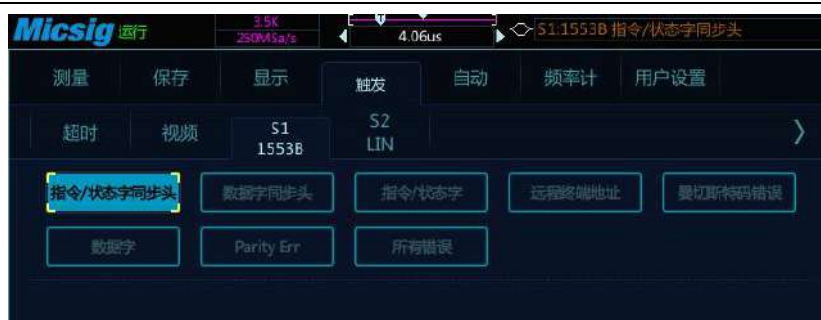 Micsig 运行 3.5K 250MSa/s 4.06us S1:1553B 指令/状态字同步头
测量 保存 显示 触发 自动 频率计 用户设置
超时 视频 S1 1553B S2 LIN
指令/状态字同步头 数据字同步头 指令/状态字 远程终端地址 曼切斯特码错误
数据字 Parity Err 所有错误